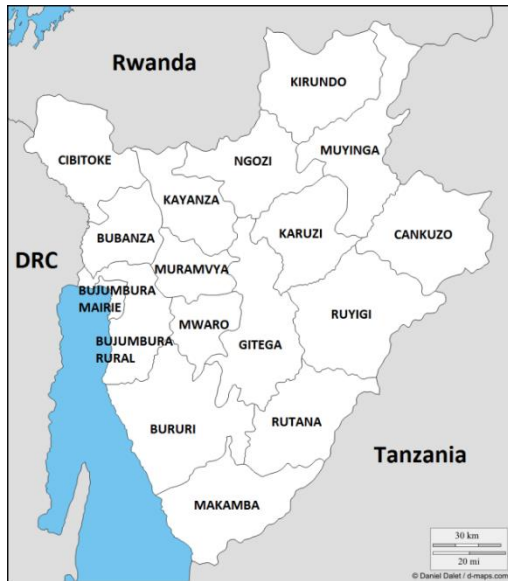 Rwanda
KIRUNDO
CIBITOKE
NGOZI
MUYINGA
KAYANZA
BUBANZA
KARUZI
CANKUZO
DRC
MURAMVYA
BUJUMBURA
MAIRIE
RUYIGI
MWARO
BUJUMBURA
RURAL
GITEGA
BURURI
RUTANA
Tanzania
MAKAMBA
30 km
20 mi
© Daniel Dalet / d-maps.com